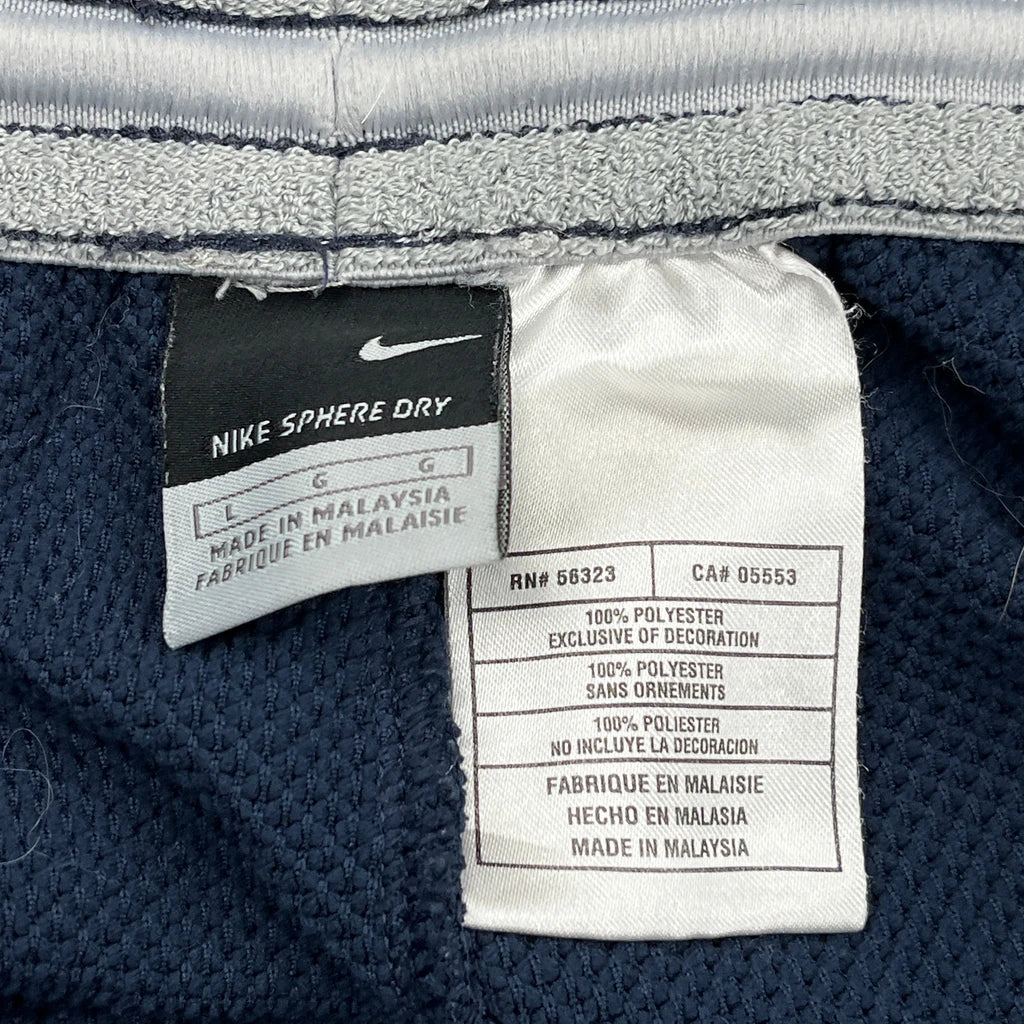 NIKE SPHERE DRY
L G G
MADE IN MALAYSIA
FABRIQUE EN MALAISIE
RN# 56323 CA# 05553
100% POLYESTER
EXCLUSIVE OF DECORATION
100% POLYESTER
SANS ORNEMENTS
100% POLIESTER
NO INCLUYE LA DECORACION
FABRIQUE EN MALAISIE
HECHO EN MALASIA
MADE IN MALAYSIA